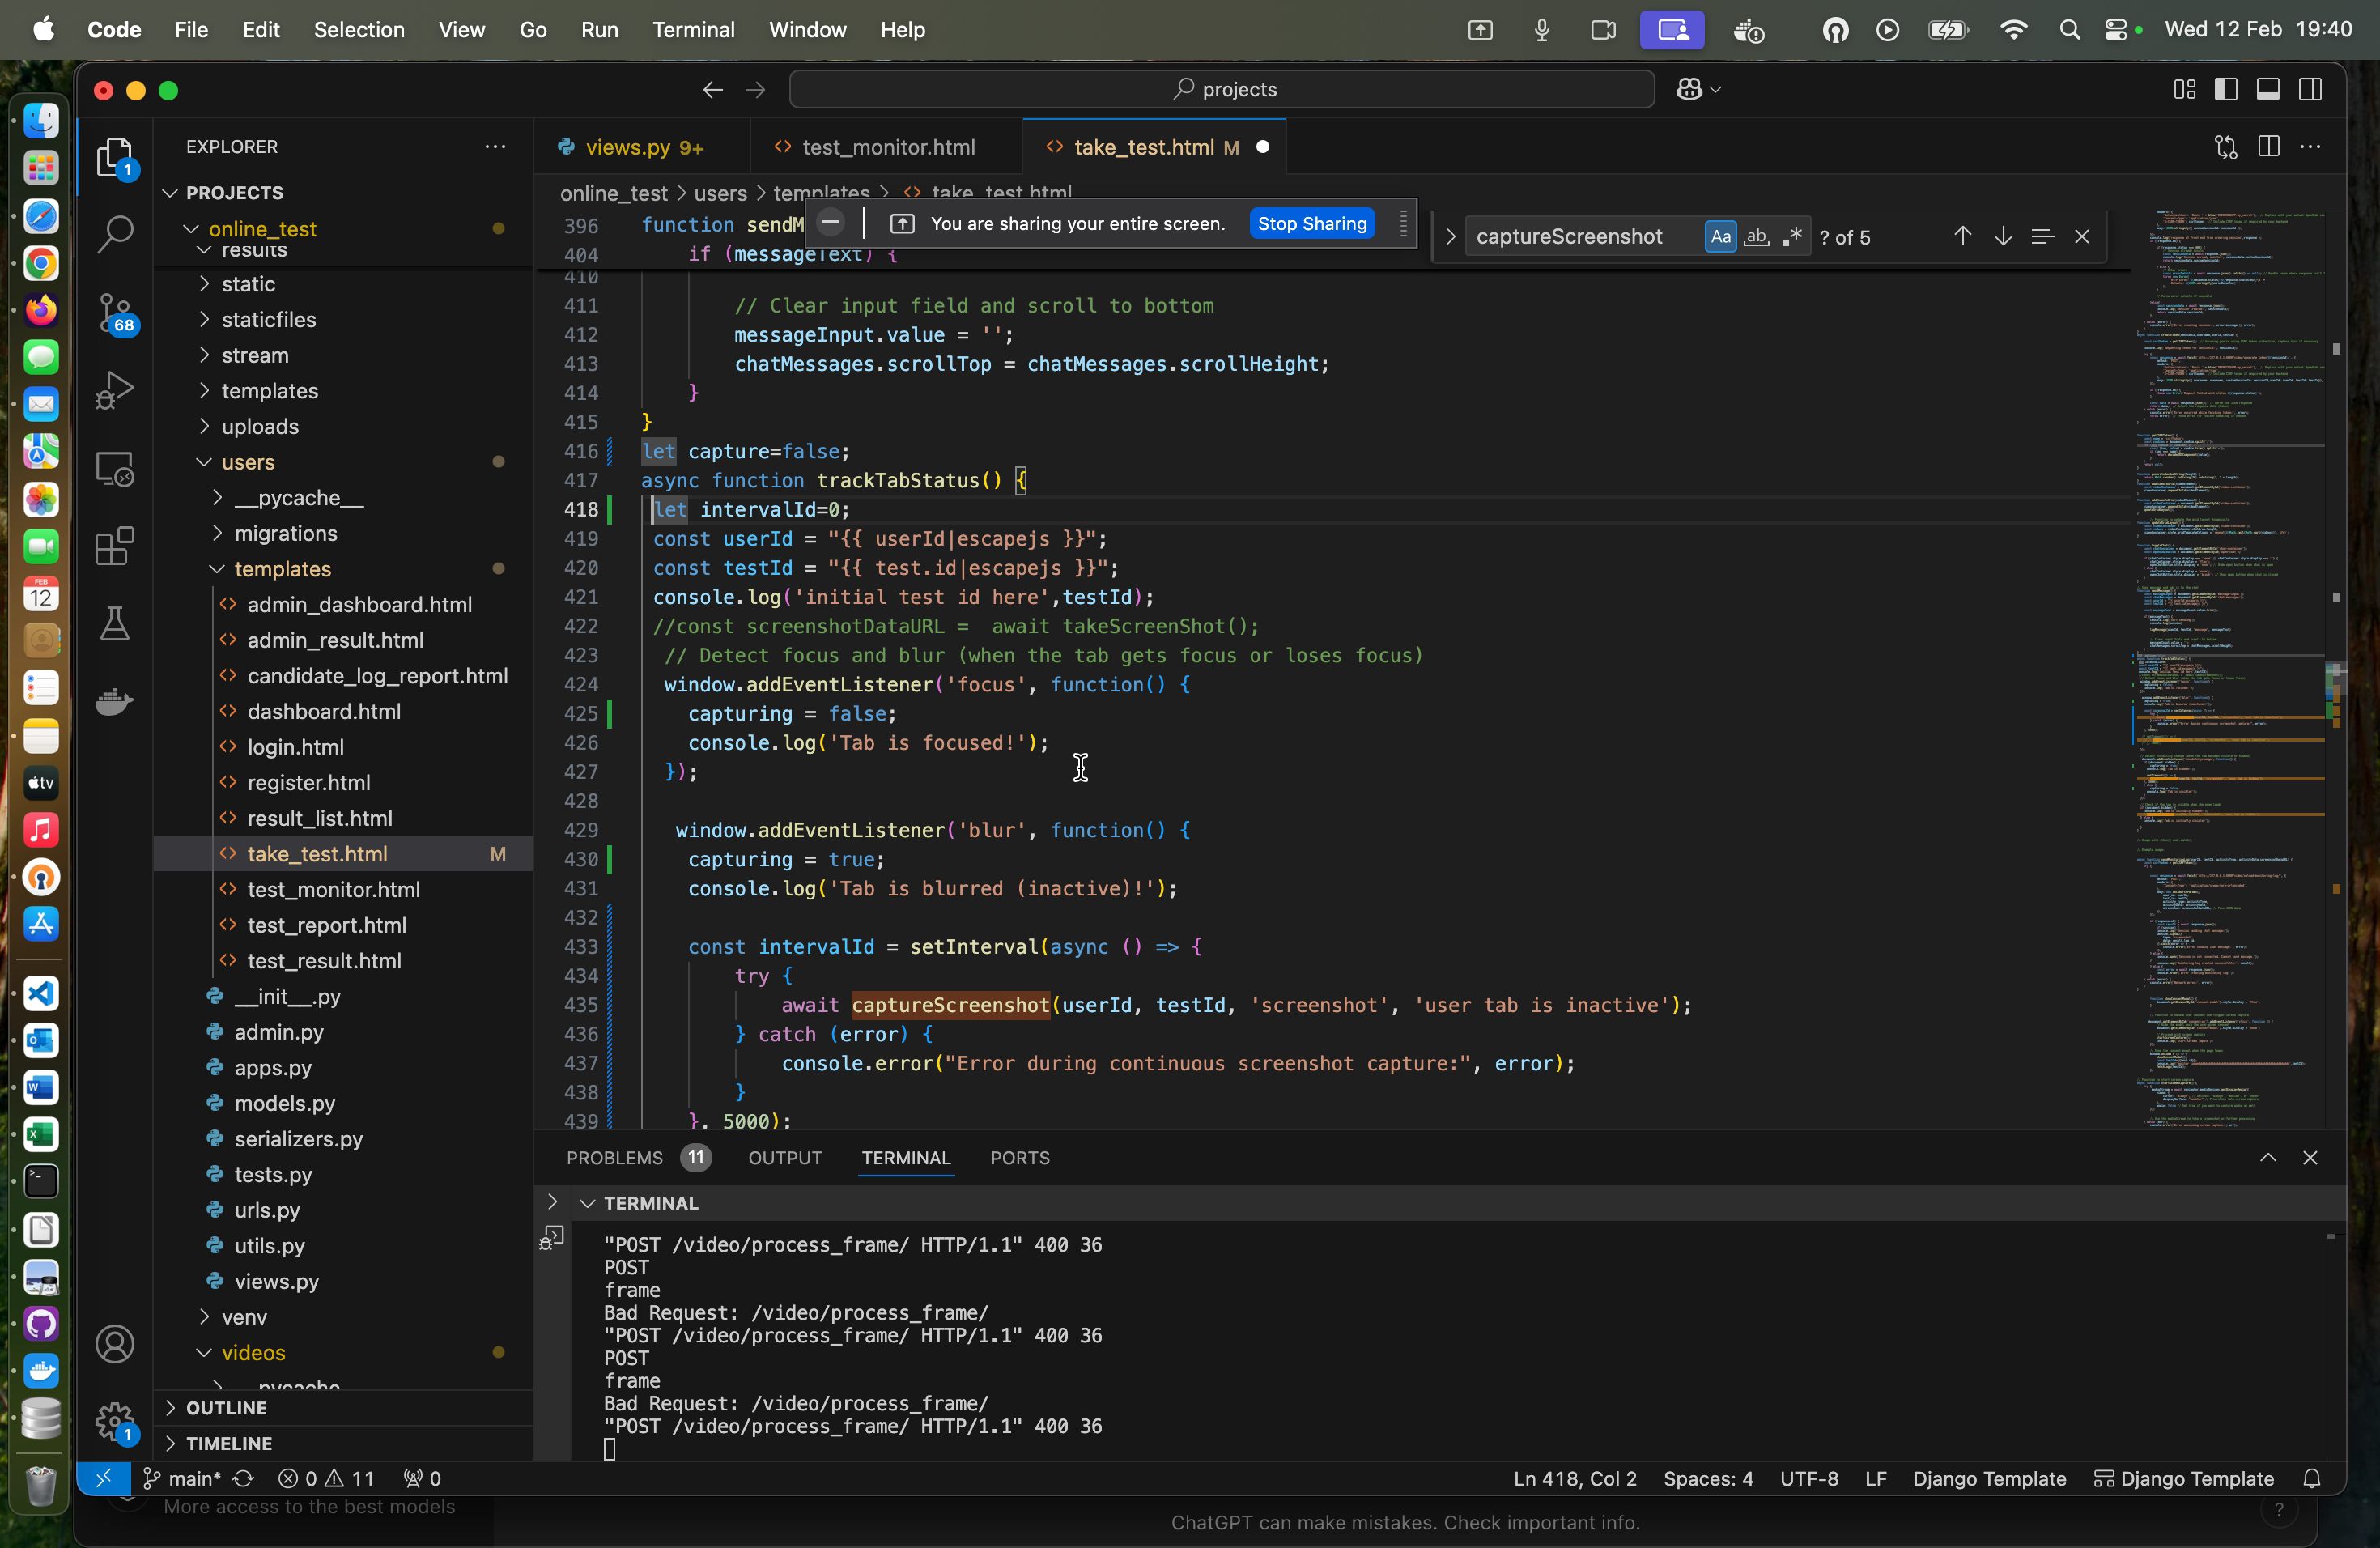 Code File Edit Selection View Go Run Terminal Window Help Wed 12 Feb 19:40
projects
EXPLORER
views.py 9+ test_monitor.html take_test.html M
PROJECTS
online_test
results
static
staticfiles
stream
templates
uploads
users
__pycache__
migrations
templates
admin_dashboard.html
admin_result.html
candidate_log_report.html
dashboard.html
login.html
register.html
result_list.html
take_test.html M
test_monitor.html
test_report.html
test_result.html
__init__.py
admin.py
apps.py
models.py
serializers.py
tests.py
urls.py
utils.py
views.py
venv
videos
pycache
OUTLINE
TIMELINE
1
68
1
FEB
12
tv
online_test > users > templates > take_test.html
You are sharing your entire screen. Stop Sharing
captureScreenshot Aa ab ? of 5
396 function sendM
404 if (messageText) {
410
411 // Clear input field and scroll to bottom
412 messageInput.value = '';
413 chatMessages.scrollTop = chatMessages.scrollHeight;
414 }
415 }
416 let capture=false;
417 async function trackTabStatus() {
418 let intervalId=0;
419 const userId = "{{ userId|escapejs }}";
420 const testId = "{{ test.id|escapejs }}";
421 console.log('initial test id here',testId);
422 //const screenshotDataURL =  await takeScreenShot();
423 // Detect focus and blur (when the tab gets focus or loses focus)
424 window.addEventListener('focus', function() {
425 capturing = false;
426 console.log('Tab is focused!');
427 });
428
429 window.addEventListener('blur', function() {
430 capturing = true;
431 console.log('Tab is blurred (inactive)!');
432
433 const intervalId = setInterval(async () => {
434 try {
435 await captureScreenshot(userId, testId, 'screenshot', 'user tab is inactive');
436 } catch (error) {
437 console.error("Error during continuous screenshot capture:", error);
438 }
439 }, 5000);
PROBLEMS 11 OUTPUT TERMINAL PORTS
TERMINAL
"POST /video/process_frame/ HTTP/1.1" 400 36
POST
frame
Bad Request: /video/process_frame/
"POST /video/process_frame/ HTTP/1.1" 400 36
POST
frame
Bad Request: /video/process_frame/
"POST /video/process_frame/ HTTP/1.1" 400 36
main* 0 11 0 Ln 418, Col 2 Spaces: 4 UTF-8 LF Django Template Django Template
More access to the best models
ChatGPT can make mistakes. Check important info.
?